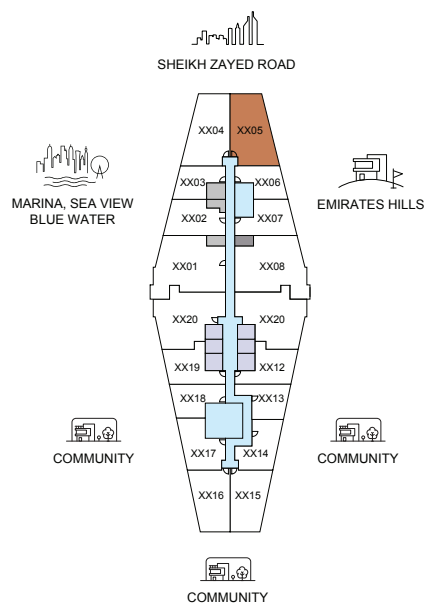 SHEIKH ZAYED ROAD
XX04
XX05
MARINA, SEA VIEW
BLUE WATER
XX03
XX06
EMIRATES HILLS
XX02
XX07
XX01
XX08
XX20
XX20
XX19
XX12
XX18
XX13
COMMUNITY
XX17
XX14
COMMUNITY
XX16
XX15
COMMUNITY